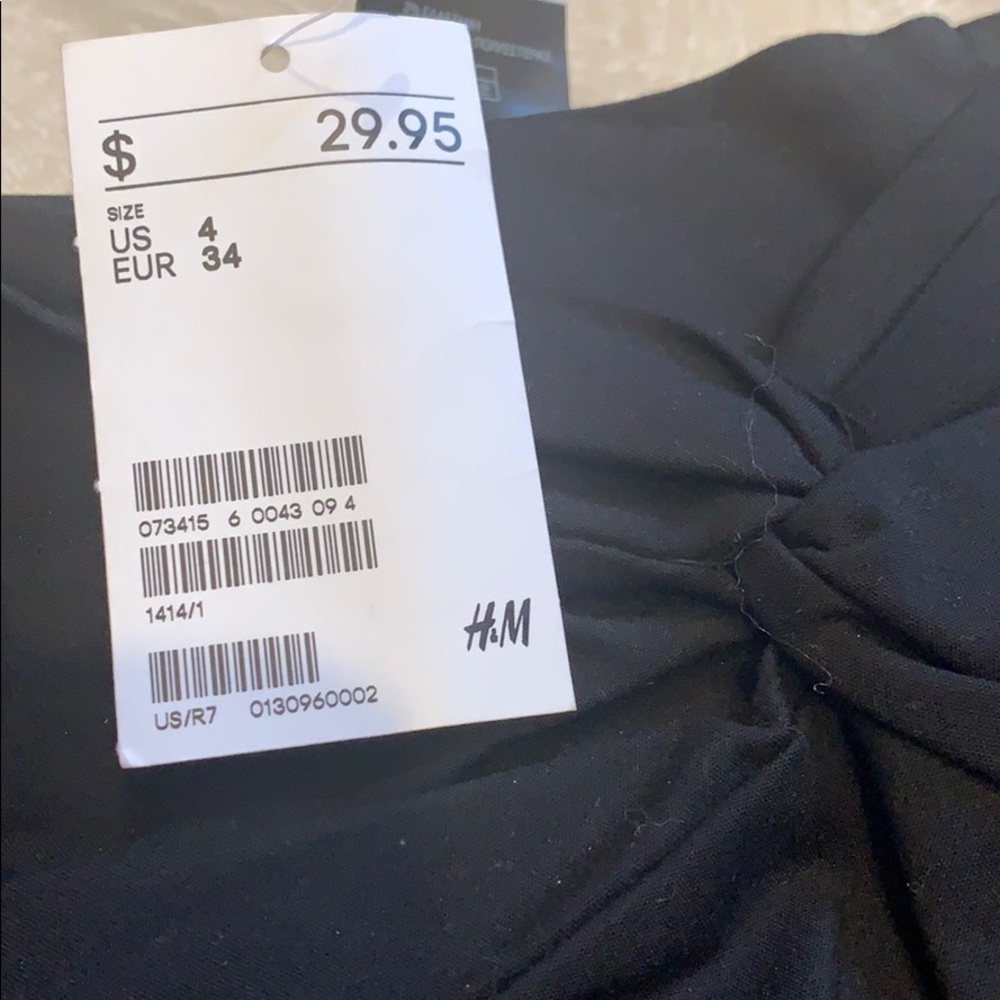 $ 29.95
SIZE
US 4
EUR 34
073415 6 0043 09 4
1414/1
H&M
US/R7 0130960002